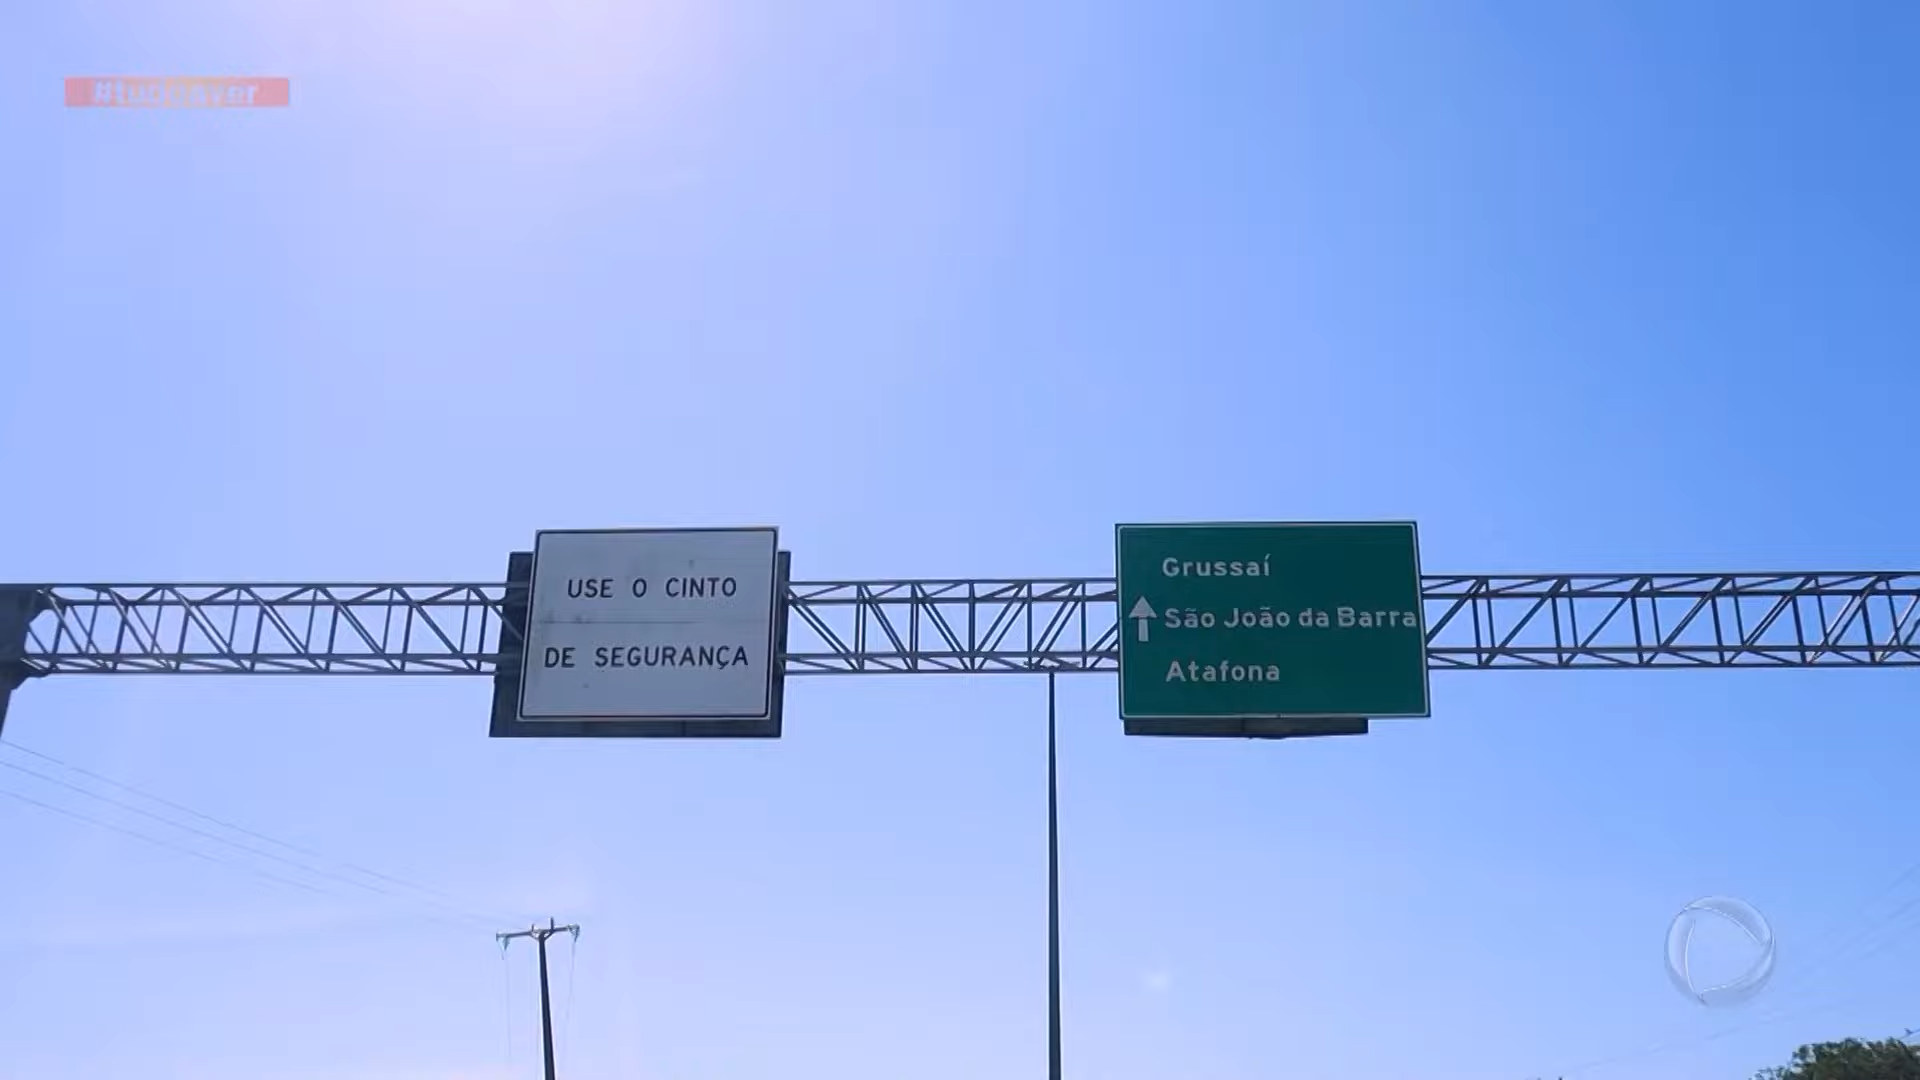 USE O CINTO
DE SEGURANÇA
Grussaí
São João da Barra
Atafona